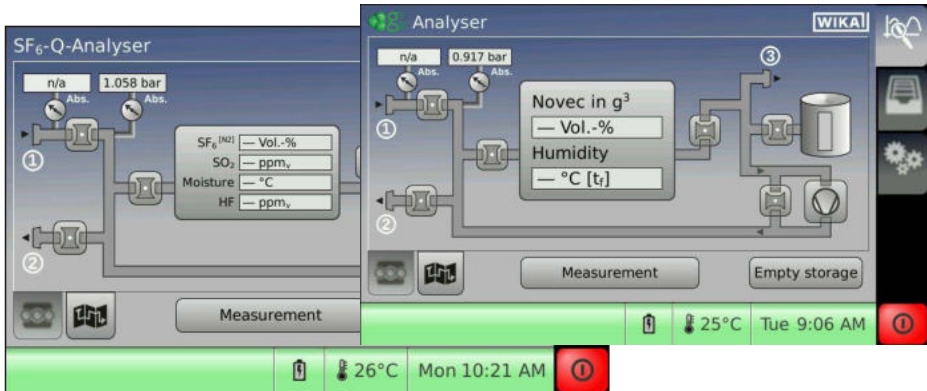 SF₆-Q-Analyser
n/a
1.058 bar
Abs.
Abs.
①
SF₆[N2] — Vol.-%
SO₂ — ppmᵥ
Moisture — °C
HF — ppmᵥ
②
Measurement
26°C
Mon 10:21 AM
g³ Analyser
WIKA
n/a
0.917 bar
Abs.
Abs.
①
③
Novec in g³
— Vol.-%
Humidity
— °C [tf]
②
Measurement
Empty storage
25°C
Tue 9:06 AM